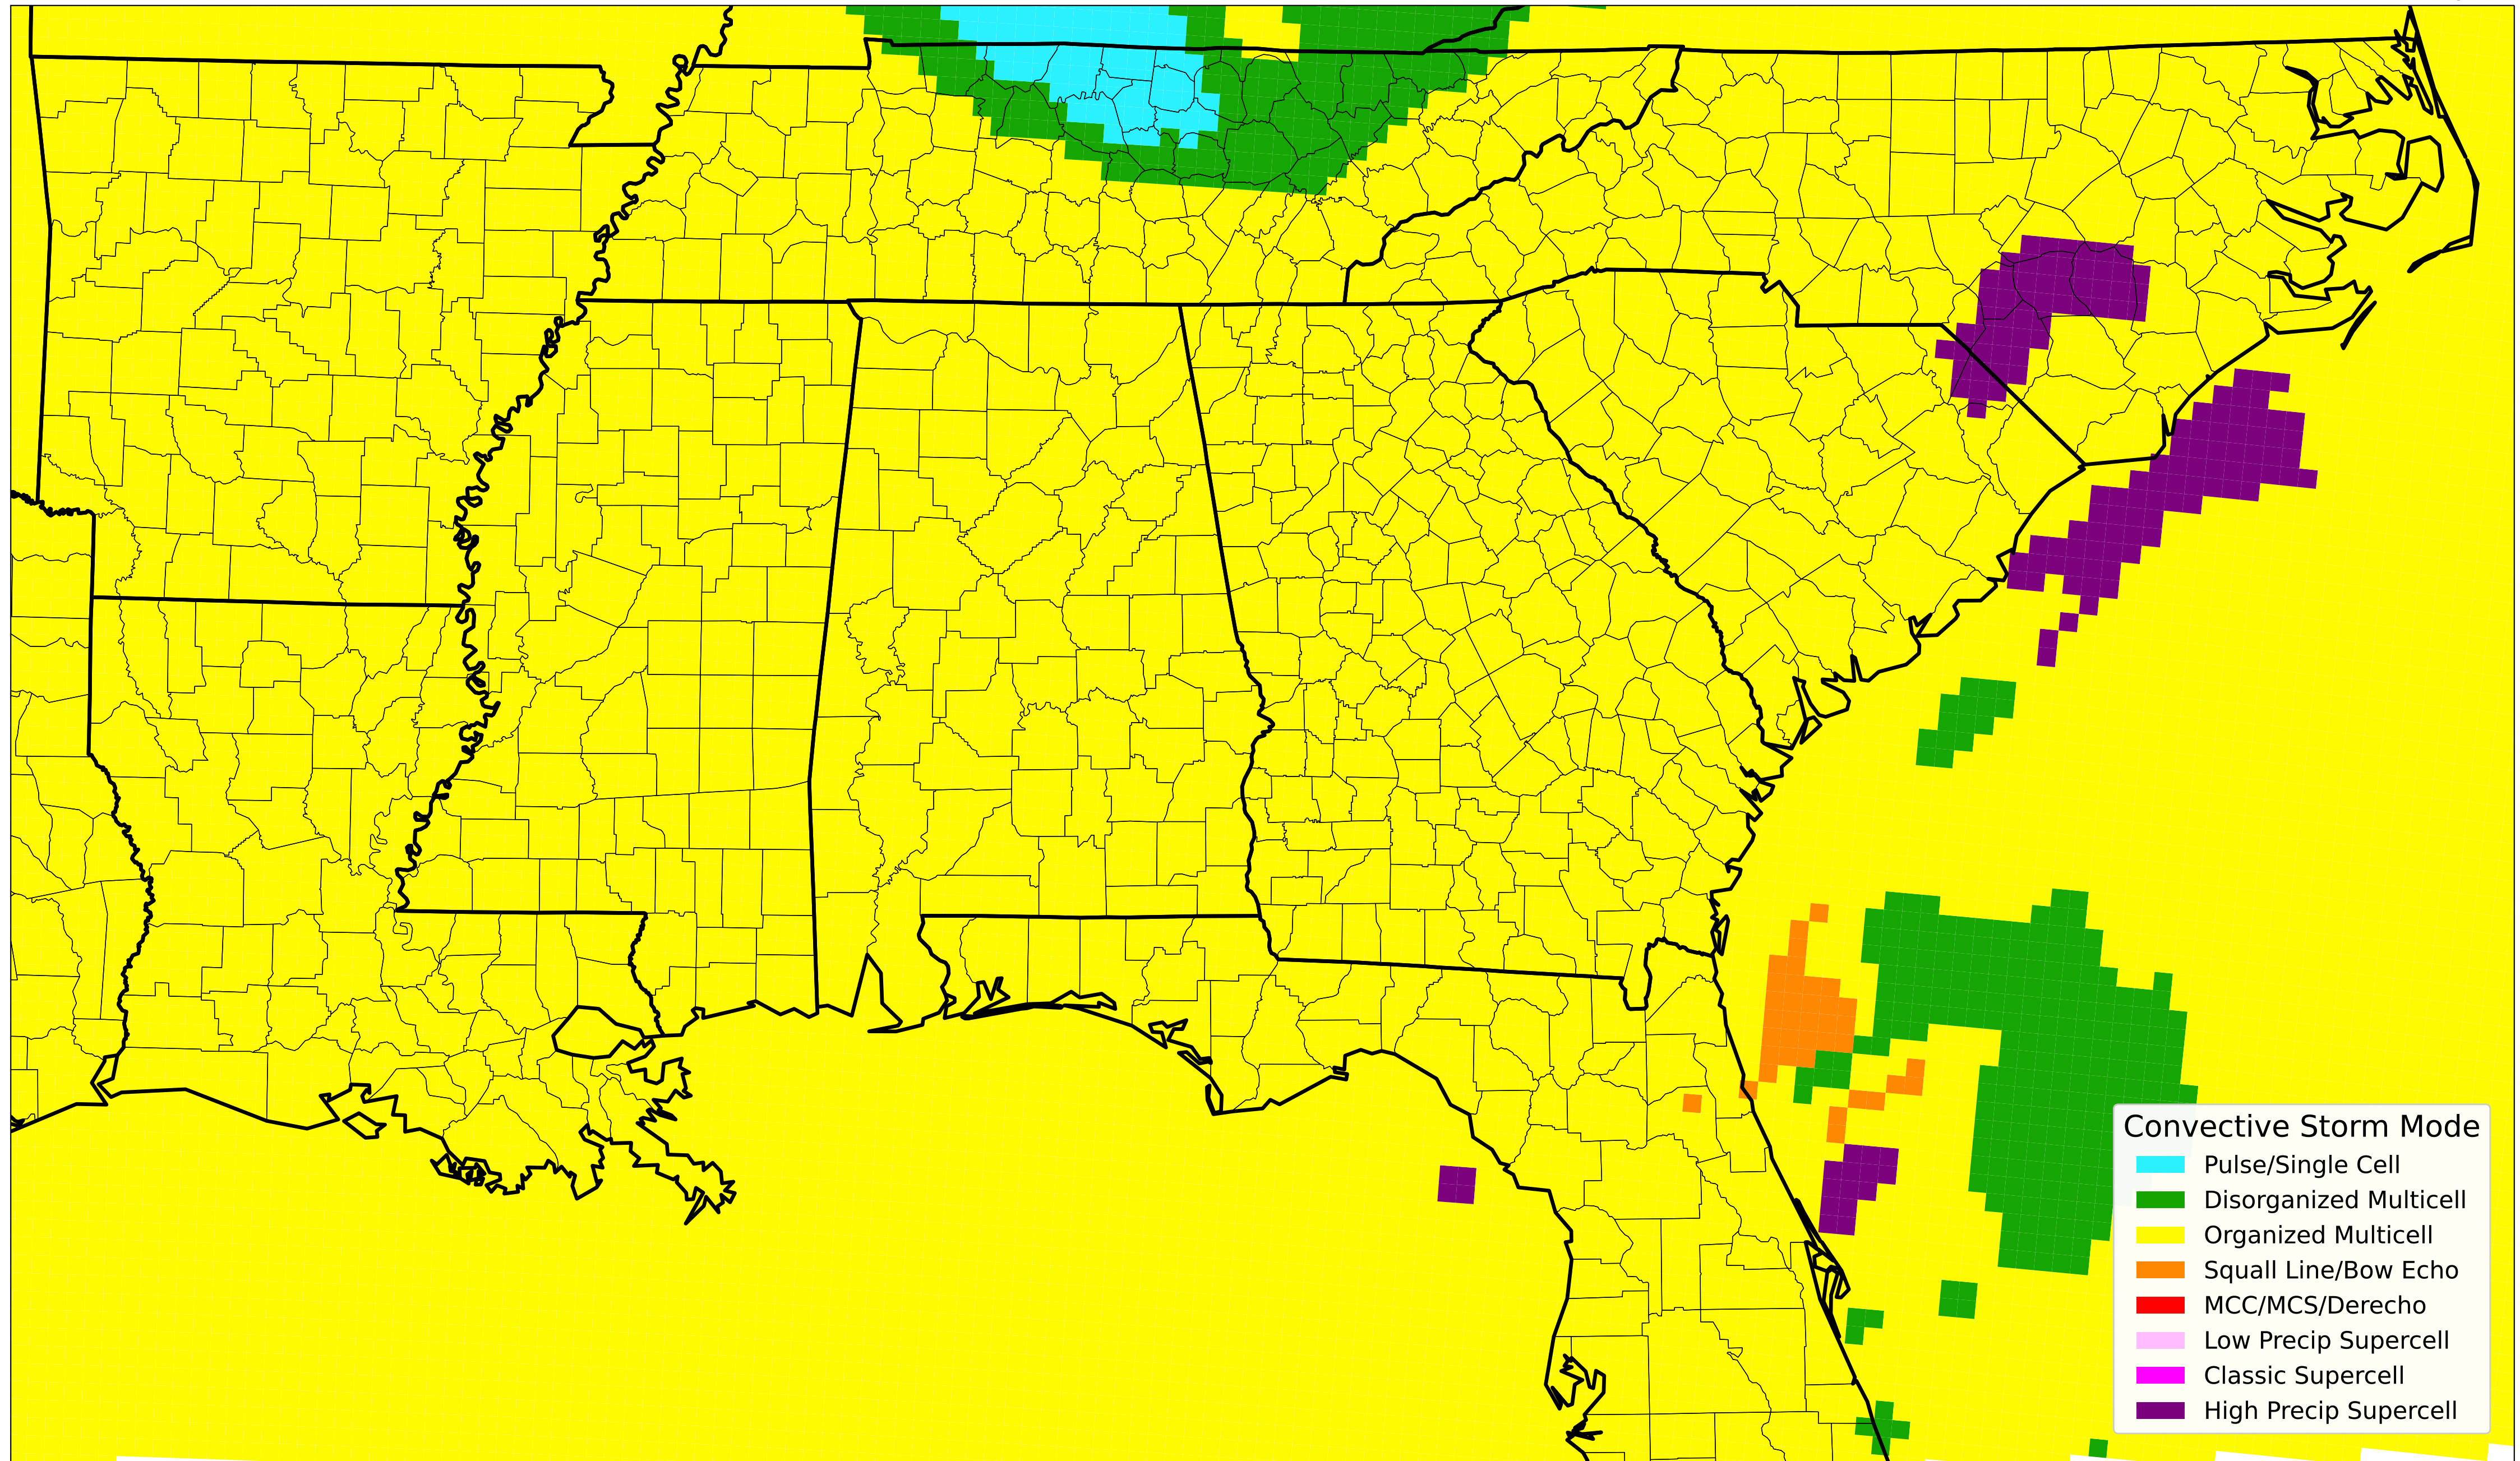 Convective Storm Mode
Pulse/Single Cell
Disorganized Multicell
Organized Multicell
Squall Line/Bow Echo
MCC/MCS/Derecho
Low Precip Supercell
Classic Supercell
High Precip Supercell